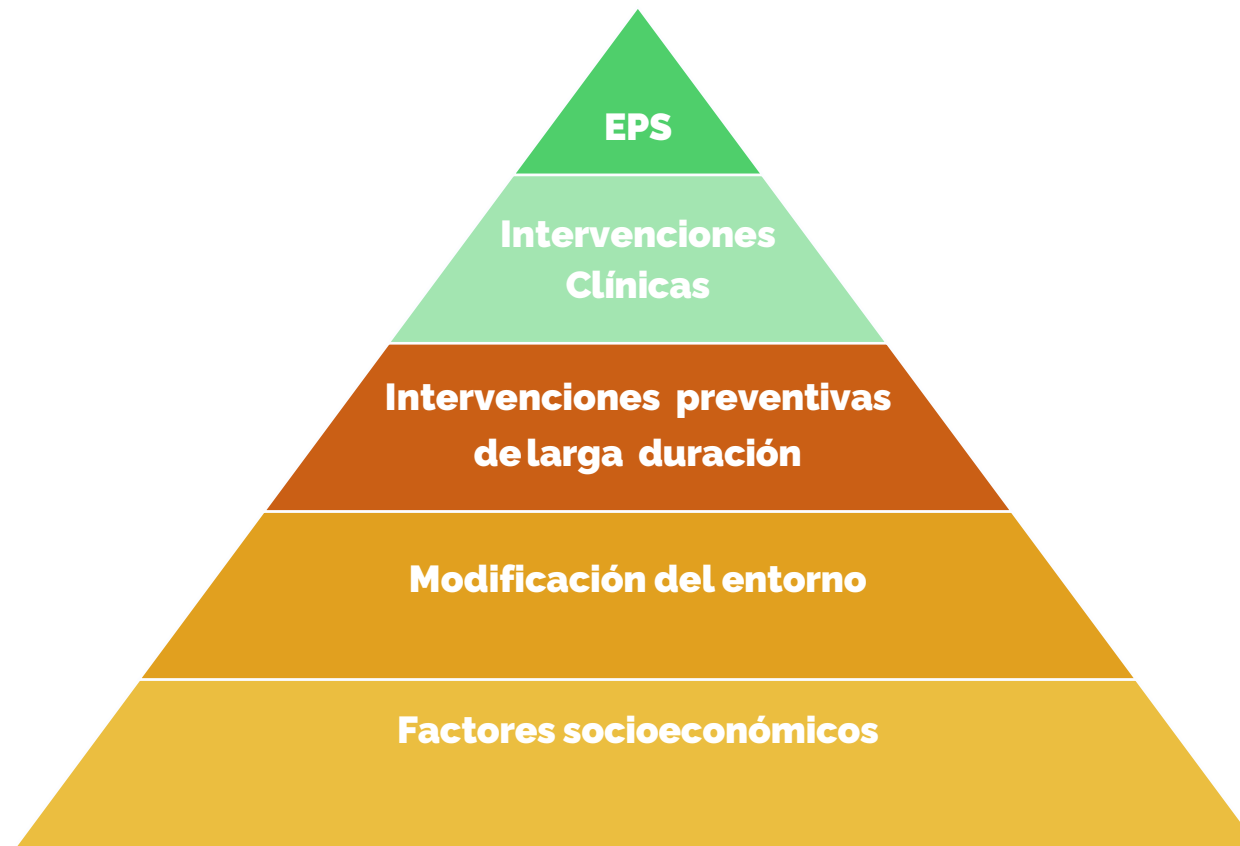 EPS
Intervenciones
Clínicas
Intervenciones preventivas
de larga duración
Modificación del entorno
Factores socioeconómicos